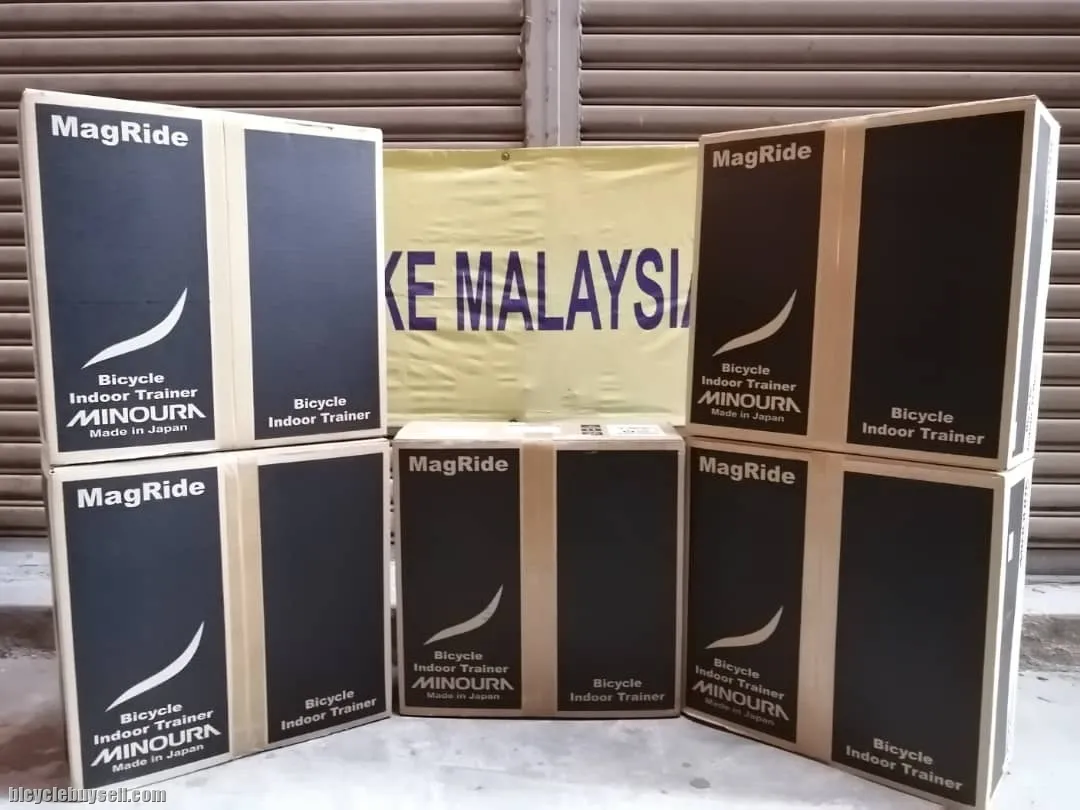 MagRide
Bicycle
Indoor Trainer
MINOURA
Made in Japan
Bicycle
Indoor Trainer
KE MALAYSIA
MagRide
Bicycle
Indoor Trainer
MINOURA
Made in Japan
Bicycle
Indoor Trainer
MagRide
Bicycle
Indoor Trainer
MINOURA
Made in Japan
Bicycle
Indoor Trainer
MagRide
Bicycle
Indoor Trainer
MINOURA
Made in Japan
Bicycle
Indoor Trainer
MagRide
Bicycle
Indoor Trainer
MINOURA
Made in Japan
Bicycle
Indoor Trainer
bicyclebuysell.com